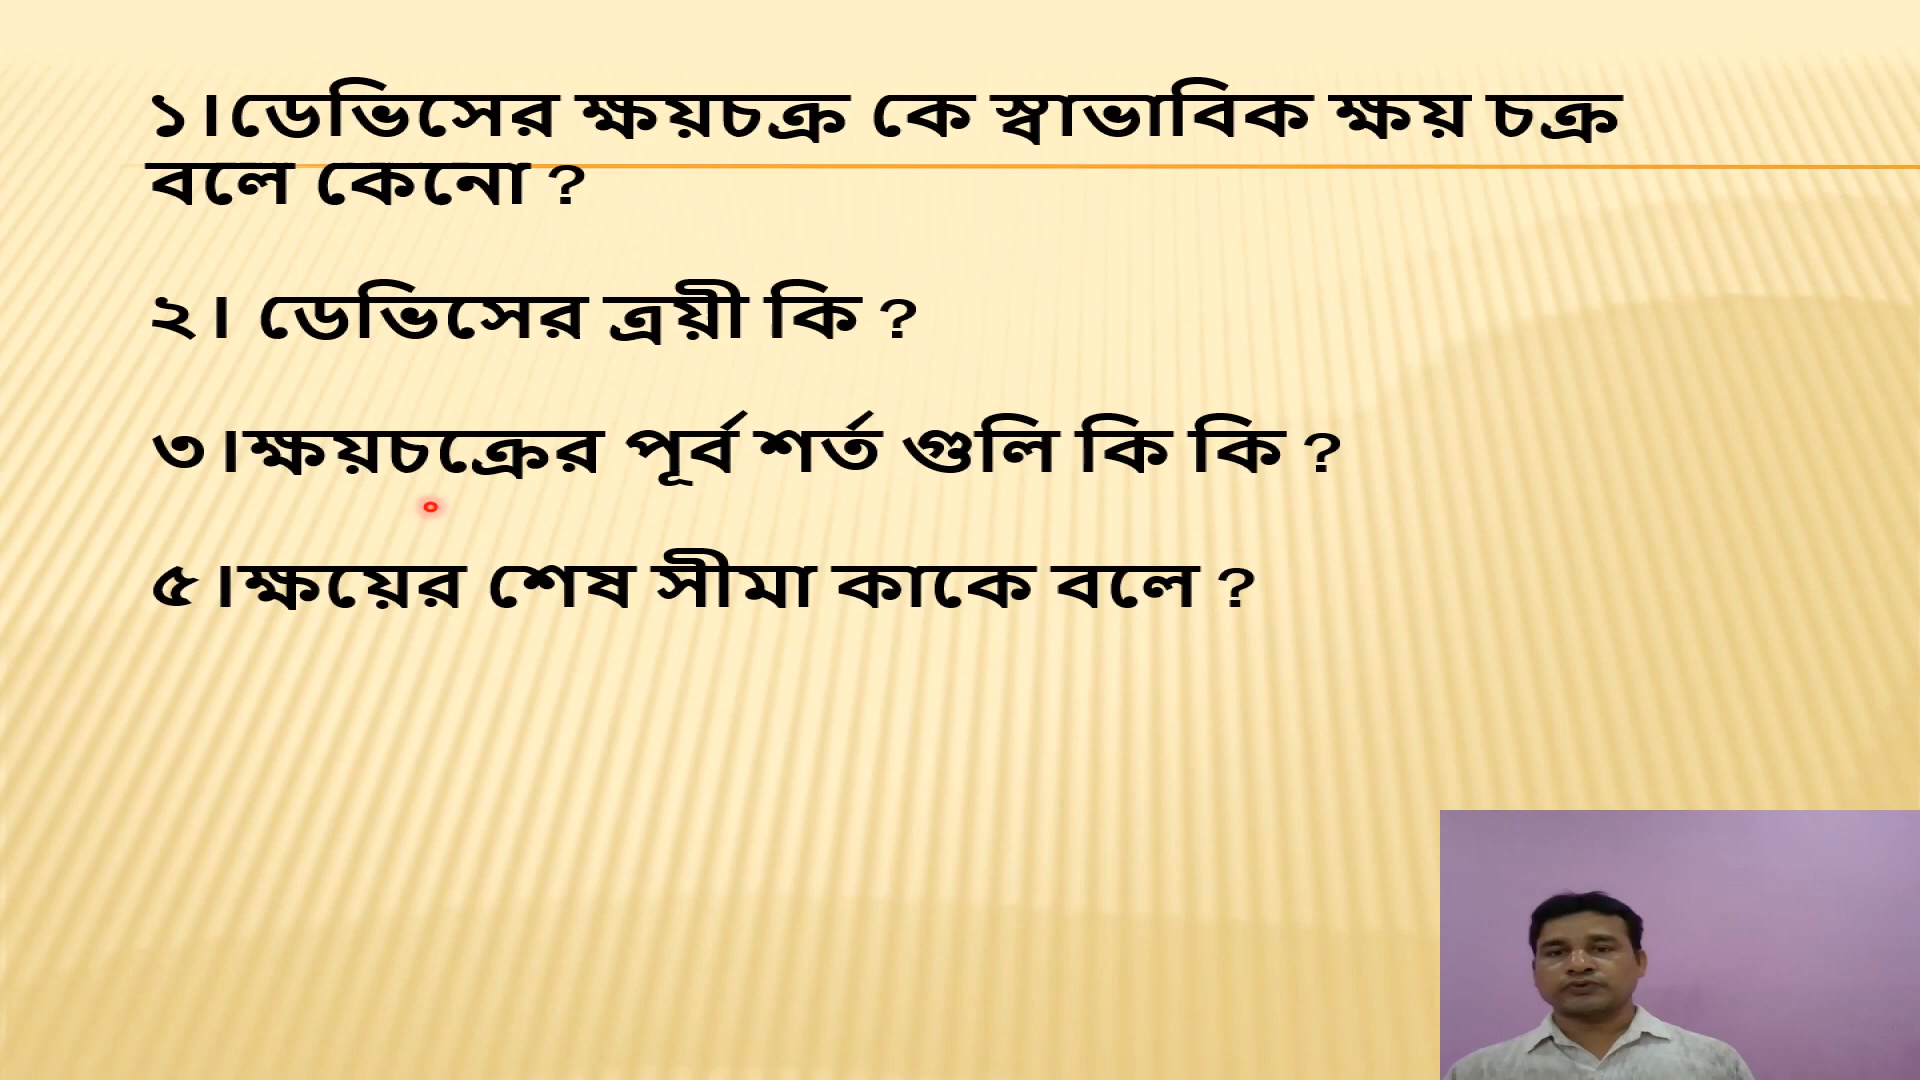 ১।ডেভিসের ক্ষয়চক্র কে স্বাভাবিক ক্ষয় চক্র
বলে কেনো ?
২। ডেভিসের ত্রয়ী কি ?
৩।ক্ষয়চক্রের পূর্ব শর্ত গুলি কি কি ?
৫।ক্ষয়ের শেষ সীমা কাকে বলে ?